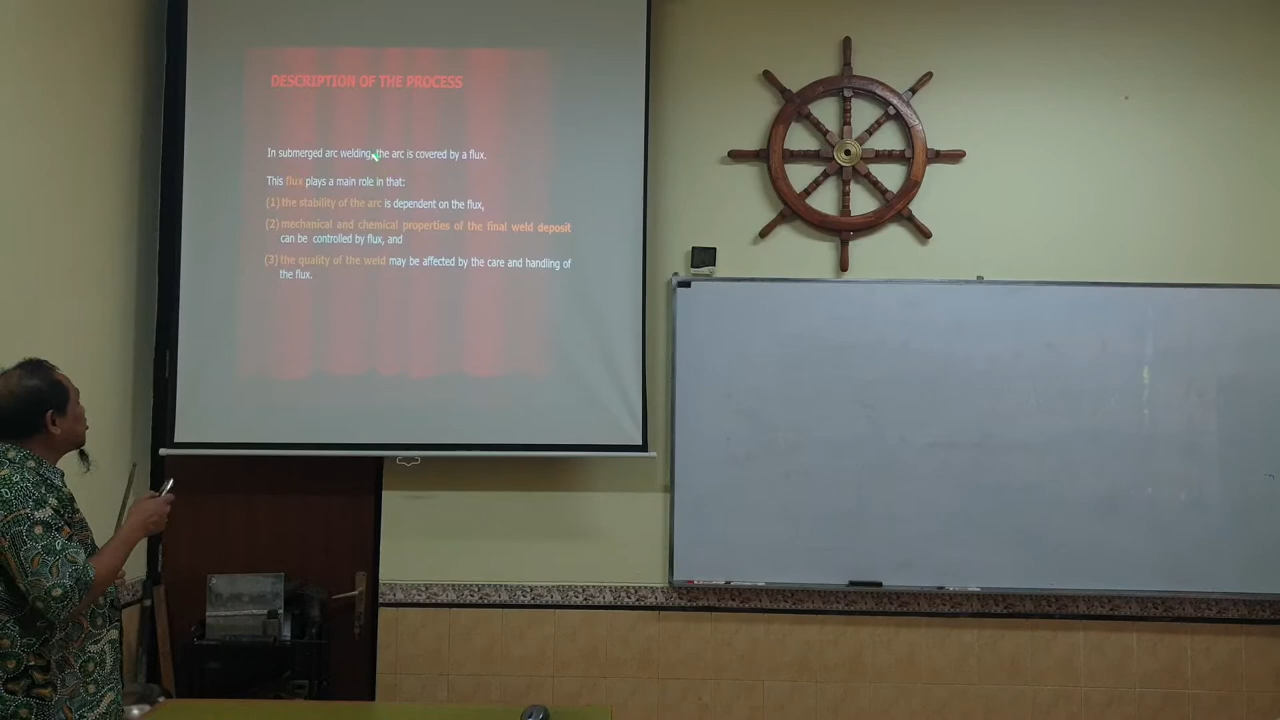 DESCRIPTION OF THE PROCESS
In submerged arc welding, the arc is covered by a flux.
This flux plays a main role in that:
(1) the stability of the arc is dependent on the flux,
(2) mechanical and chemical properties of the final weld deposit
can be controlled by flux, and
(3) the quality of the weld may be affected by the care and handling of
the flux.